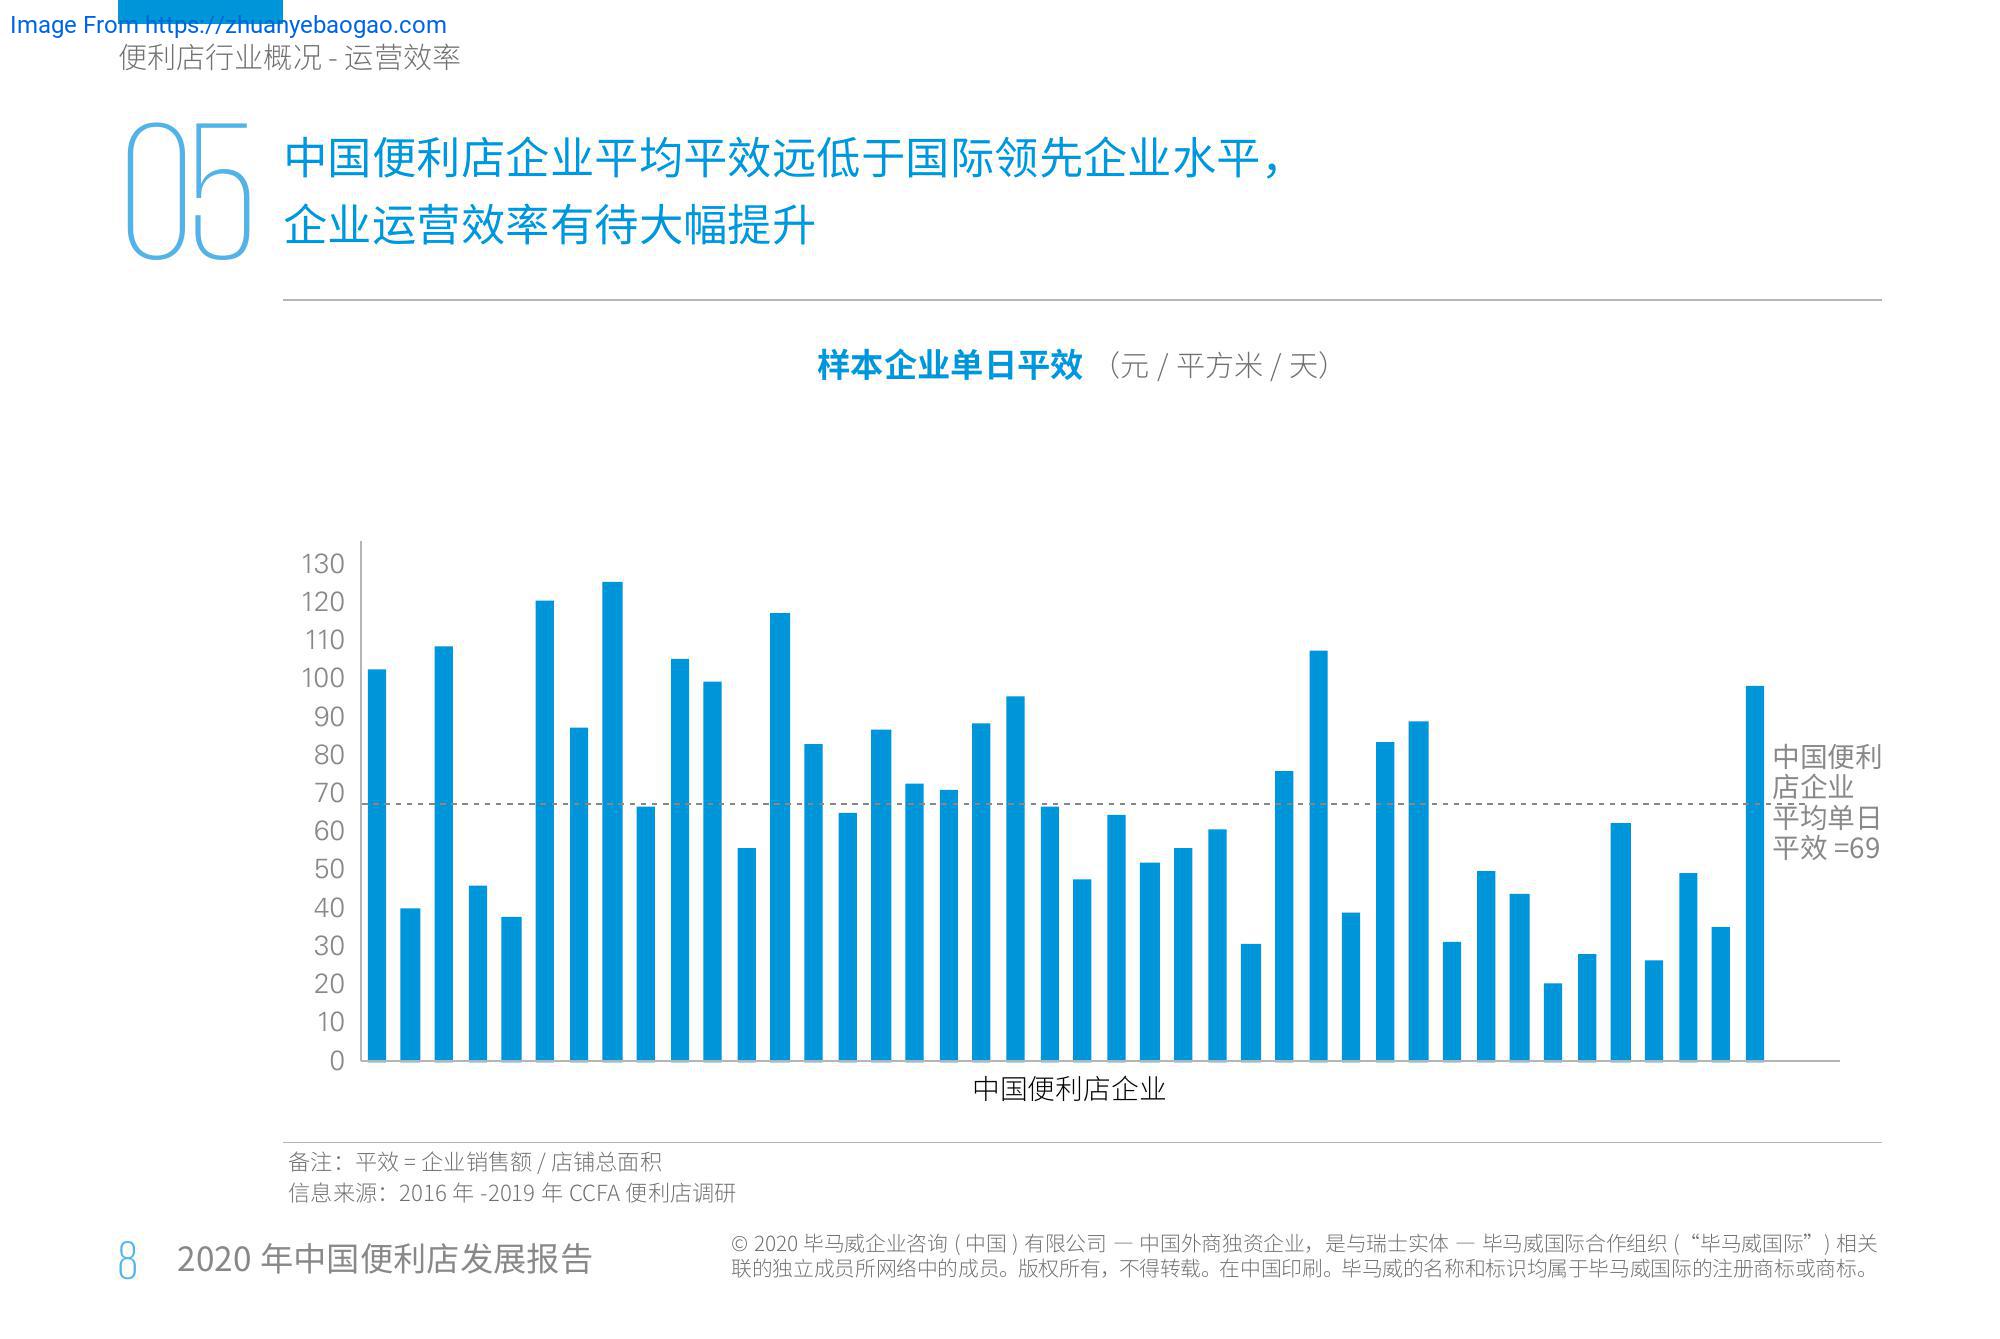 Image From https://zhuanyebaogao.com
便利店行业概况 - 运营效率
05
中国便利店企业平均平效远低于国际领先企业水平，
企业运营效率有待大幅提升
样本企业单日平效 （元 / 平方米 / 天）
130
120
110
100
90
80
70
60
50
40
30
20
10
0
中国便利
店企业
平均单日
平效 =69
中国便利店企业
备注：平效 = 企业销售额 / 店铺总面积
信息来源：2016 年 -2019 年 CCFA 便利店调研
8 2020 年中国便利店发展报告
© 2020 毕马威企业咨询 ( 中国 ) 有限公司 — 中国外商独资企业，是与瑞士实体 — 毕马威国际合作组织 (“毕马威国际” ) 相关
联的独立成员所网络中的成员。版权所有，不得转载。在中国印刷。毕马威的名称和标识均属于毕马威国际的注册商标或商标。